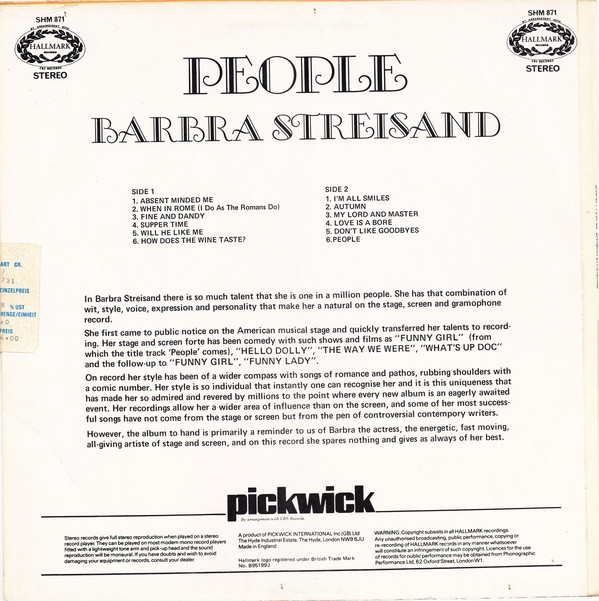 SHM 871
BY ARRANGEMENT WITH
HALLMARK
RECORDS
CBS RECORDS
STEREO
SHM 871
BY ARRANGEMENT WITH
HALLMARK
RECORDS
CBS RECORDS
STEREO
PEOPLE
BARBRA STREISAND
SIDE 1
1. ABSENT MINDED ME
2. WHEN IN ROME (I Do As The Romans Do)
3. FINE AND DANDY
4. SUPPER TIME
5. WILL HE LIKE ME
6. HOW DOES THE WINE TASTE?
SIDE 2
1. I'M ALL SMILES
2. AUTUMN
3. MY LORD AND MASTER
4. LOVE IS A BORE
5. DON'T LIKE GOODBYES
6.PEOPLE
ART GR.
731
EINZELPREIS
% UST
MENGE/EINHEIT
PREIS
In Barbra Streisand there is so much talent that she is one in a million people. She has that combination of
wit, style, voice, expression and personality that make her a natural on the stage, screen and gramophone
record.
She first came to public notice on the American musical stage and quickly transferred her talents to record-
ing. Her stage and screen forte has been comedy with such shows and films as "FUNNY GIRL" (from
which the title track 'People' comes), "HELLO DOLLY", "THE WAY WE WERE", "WHAT'S UP DOC"
and the follow-up to "FUNNY GIRL", "FUNNY LADY".
On record her style has been of a wider compass with songs of romance and pathos, rubbing shoulders with
a comic number. Her style is so individual that instantly one can recognise her and it is this uniqueness that
has made her so admired and revered by millions to the point where every new album is an eagerly awaited
event. Her recordings allow her a wider area of influence than on the screen, and some of her most success-
ful songs have not come from the stage or screen but from the pen of controversial contempory writers.
However, the album to hand is primarily a reminder to us of Barbra the actress, the energetic, fast moving,
all-giving artiste of stage and screen, and on this record she spares nothing and gives as always of her best.
pickwick
By arrangement with CBS Records.
Stereo records give full stereo reproduction when played on a stereo
record player. They can be played on most modern mono record players
fitted with a lightweight tone arm and pick-up head and the sound
reproduction will be monaural. If you have doubts and wish to avoid
damaging your equipment or records, consult your dealer.
A product of PICKWICK INTERNATIONAL Inc (GB) Ltd
The Hyde Industrial Estate, The Hyde, London NW9 6JU
Made in England
Hallmark logo registered under British Trade Mark
No. B95199J
WARNING: Copyright subsists in all HALLMARK recordings.
Any unauthorised broadcasting, public performance, copying or
re-recording of HALLMARK records in any manner whatsoever
will constitute an infringement of such copyright. Licences for the use
of records for public performance may be obtained from Phonographic
Performance Ltd, 62 Oxford Street, London W1.